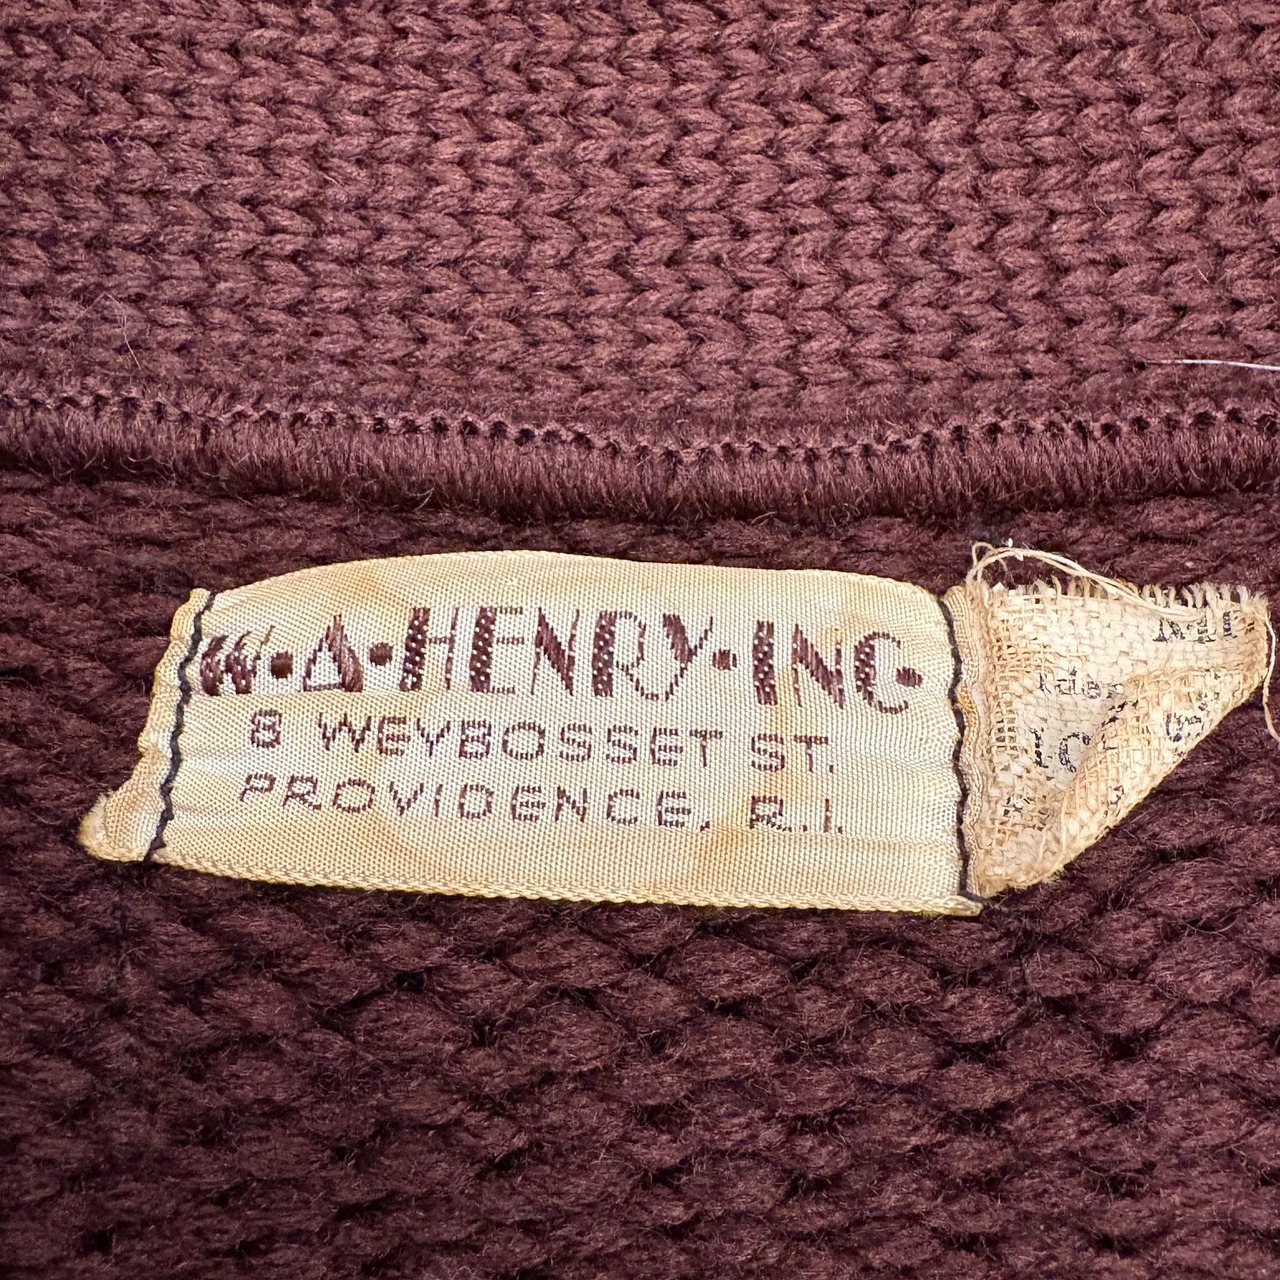 W·A·HENRY·INC·
8 WEYBOSSET ST.
PROVIDENCE, R.I.